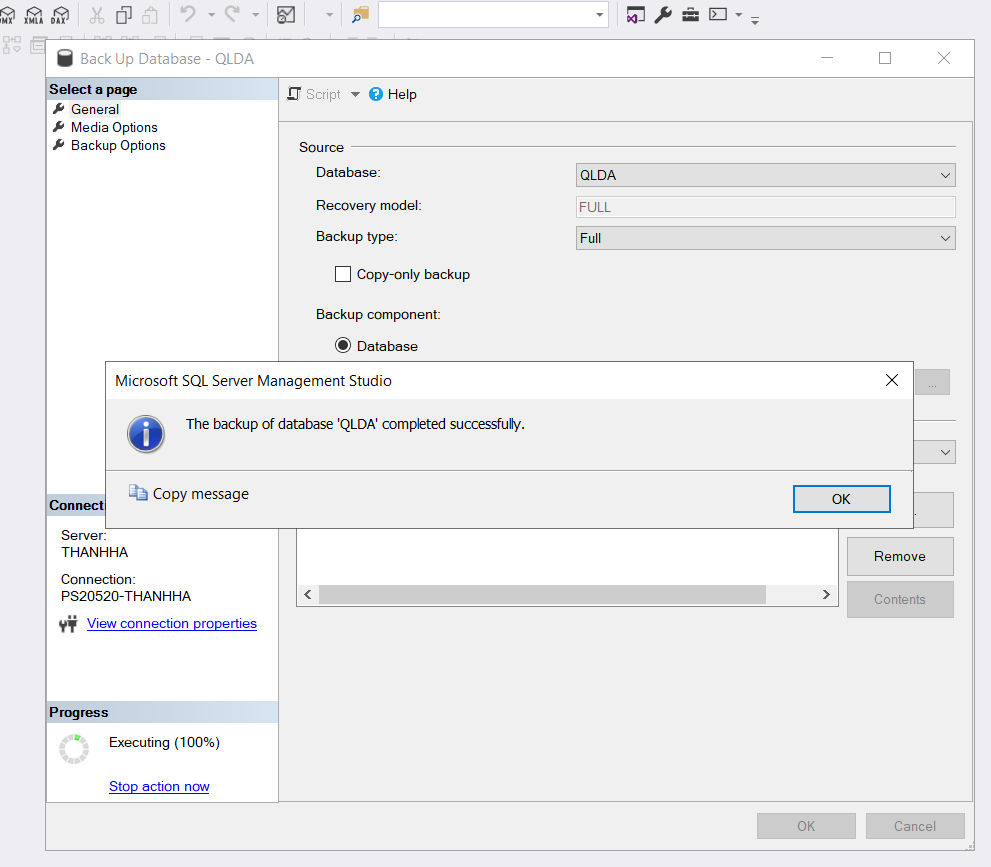 MX XMLA DAX
Back Up Database - QLDA
Select a page
General
Media Options
Backup Options
Script Help
Source
Database:
QLDA
Recovery model:
FULL
Backup type:
Full
Copy-only backup
Backup component:
Database
...
Microsoft SQL Server Management Studio
The backup of database 'QLDA' completed successfully.
Copy message
OK
Connecti
Server:
THANHHA
Connection:
PS20520-THANHHA
View connection properties
Remove
Contents
Progress
Executing (100%)
Stop action now
OK
Cancel